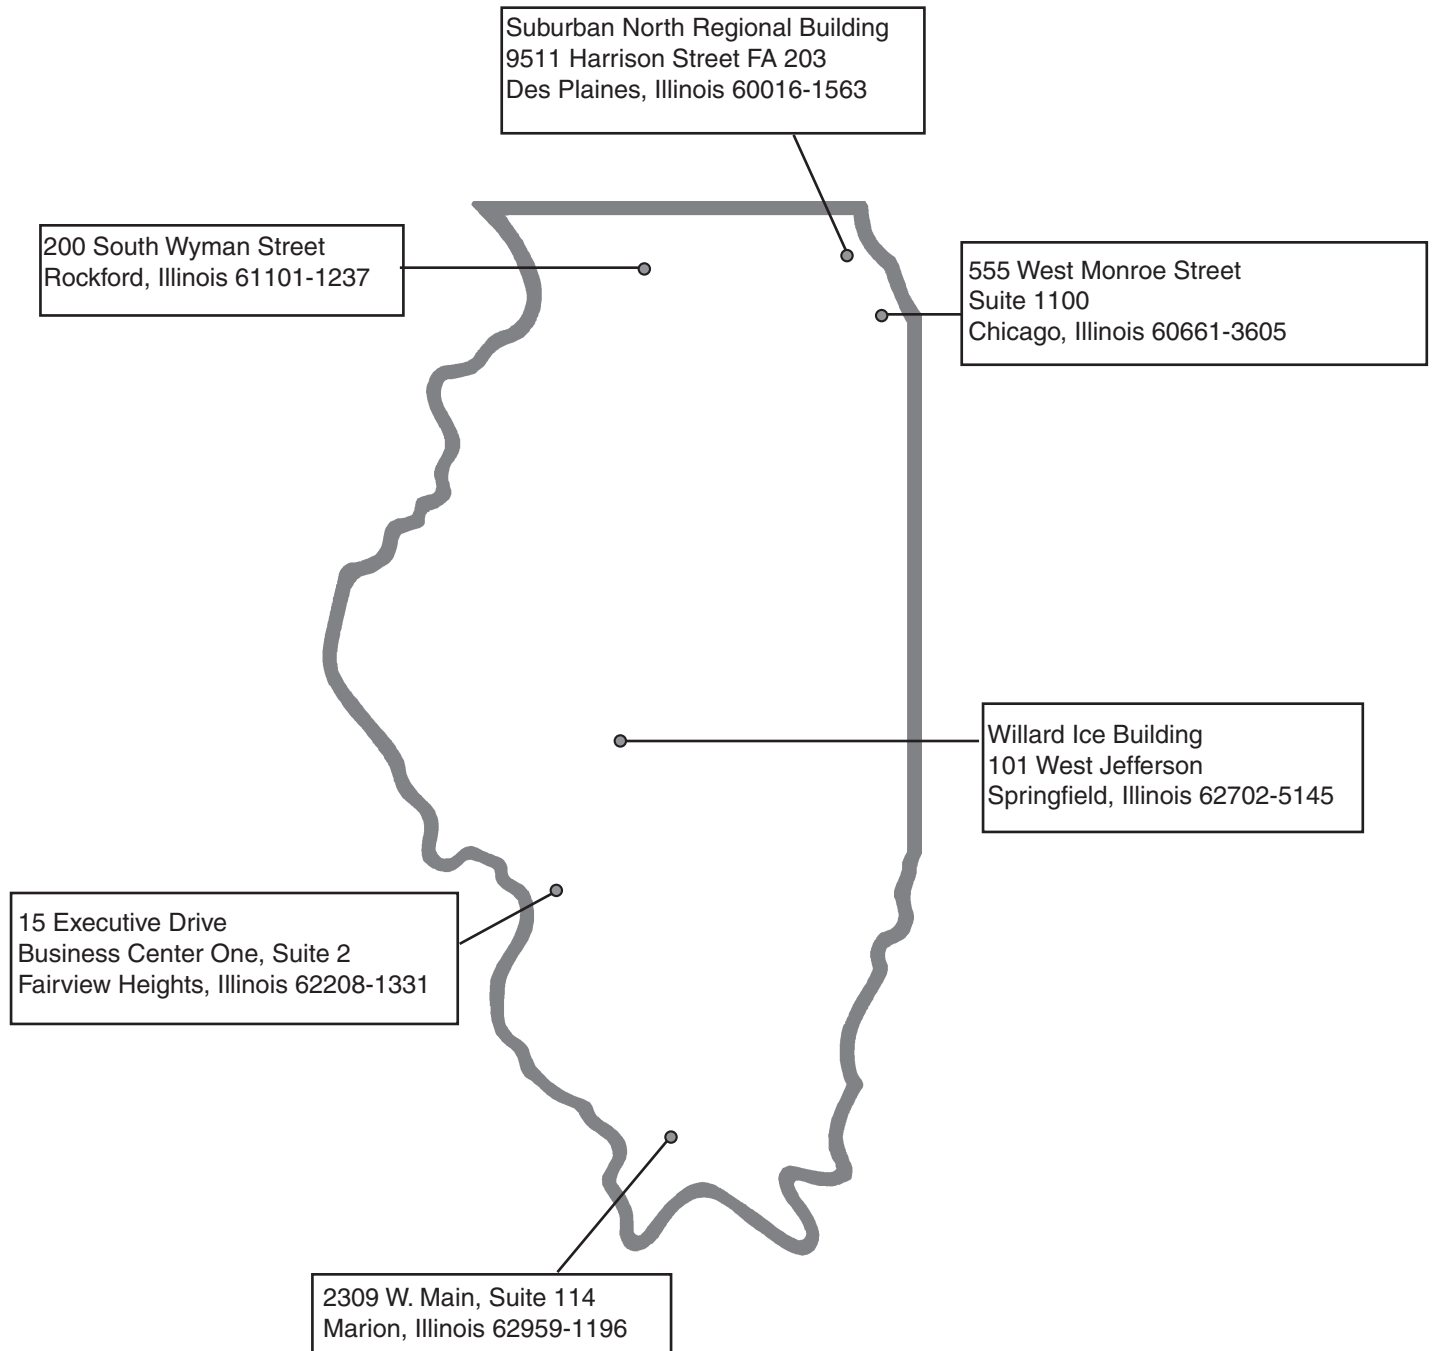 Suburban North Regional Building
9511 Harrison Street FA 203
Des Plaines, Illinois 60016-1563
200 South Wyman Street
Rockford, Illinois 61101-1237
555 West Monroe Street
Suite 1100
Chicago, Illinois 60661-3605
Willard Ice Building
101 West Jefferson
Springfield, Illinois 62702-5145
15 Executive Drive
Business Center One, Suite 2
Fairview Heights, Illinois 62208-1331
2309 W. Main, Suite 114
Marion, Illinois 62959-1196